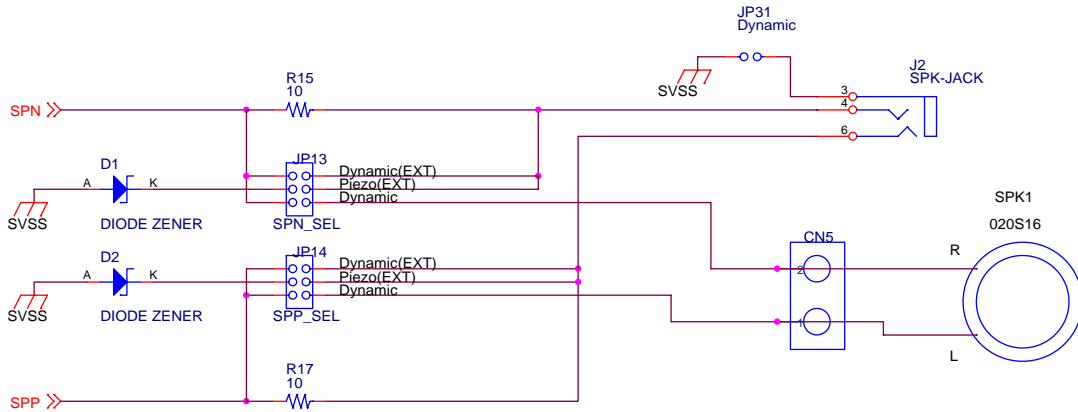 JP31
Dynamic
J2
SPK-JACK
SVSS
3
4
6
R15
10
SPN
D1
A K
SVSS
DIODE ZENER
JP13
Dynamic(EXT)
Piezo(EXT)
Dynamic
SPN_SEL
D2
A K
SVSS
DIODE ZENER
JP14
Dynamic(EXT)
Piezo(EXT)
Dynamic
SPP_SEL
CN5
2
1
SPK1
020S16
R
L
R17
10
SPP